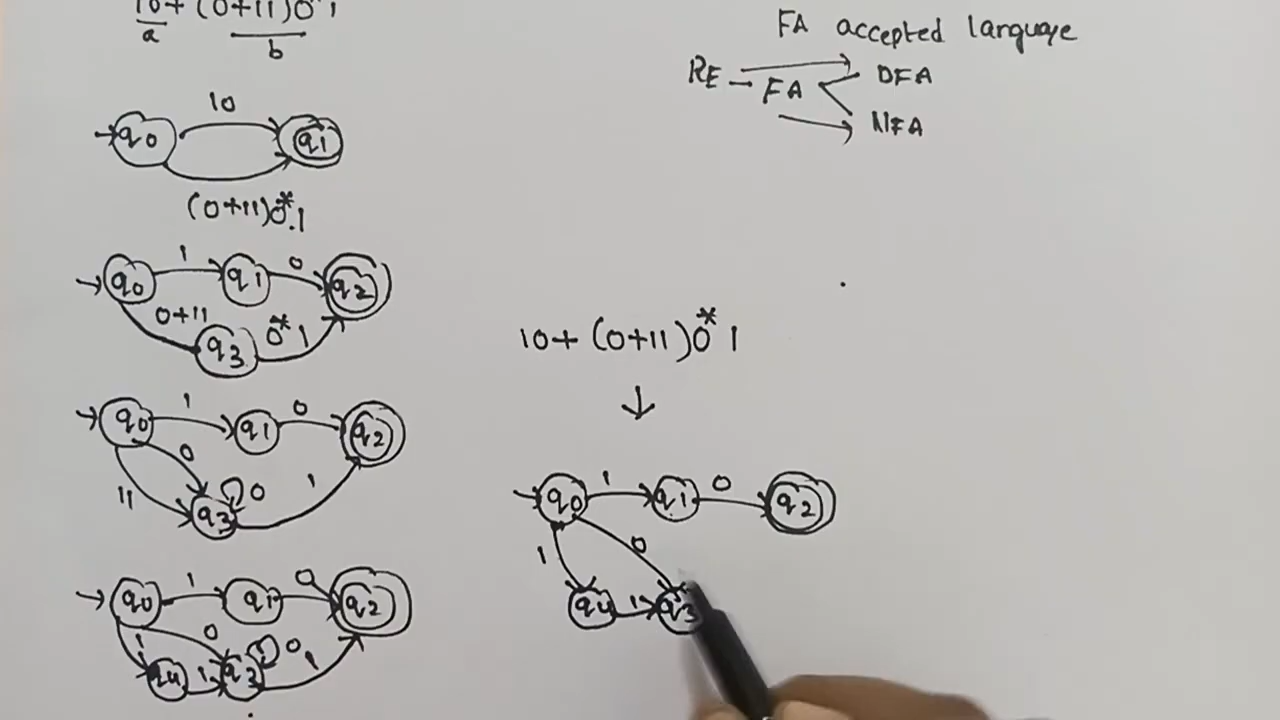 10+(0+11)0*1
a
b
FA accepted language
RE → FA
DFA
NFA
q0 10 q1
(0+11)0*.1
q0 1 q1 0 q2
0+11 q3 0* 1
q0 1 q1 0 q2
0
11 q3 0 1
q0 1 q1 0 q2
1 0 0
q4 1 q3 1
10+(0+11)0*1
↓
q0 1 q1 0 q2
1 0
q4 1 q3